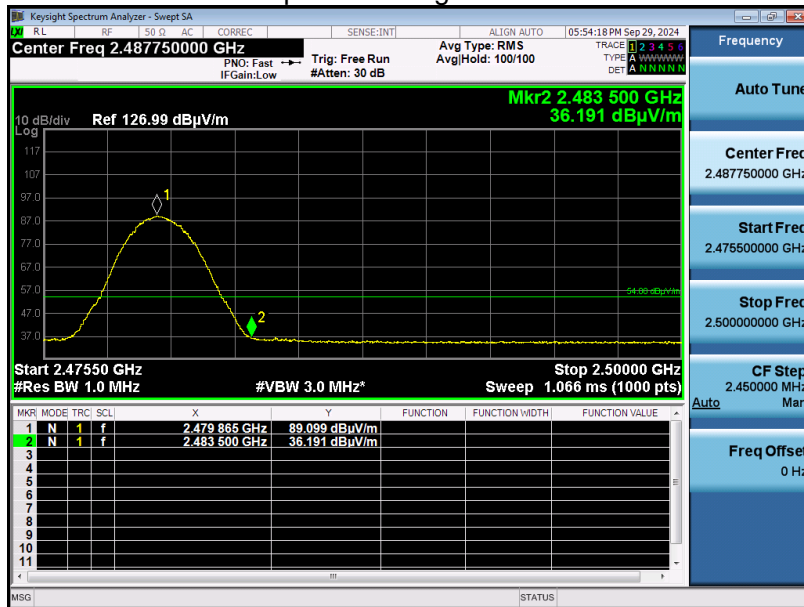 Keysight Spectrum Analyzer - Swept SA
LXI RL RF 50 Ω AC CORREC SENSE:INT ALIGN AUTO 05:54:18 PM Sep 29, 2024
Center Freq 2.487750000 GHz
PNO: Fast
IFGain:Low
Trig: Free Run
#Atten: 30 dB
Avg Type: RMS
Avg|Hold: 100/100
TRACE 1 2 3 4 5 6
TYPE A WWWWW
DET A N N N N N
Mkr2 2.483 500 GHz
36.191 dBµV/m
10 dB/div Ref 126.99 dBµV/m
Log
117
107
97.0
87.0
77.0
67.0
57.0
47.0
37.0
1
2
54.00 dBµV/m
Start 2.47550 GHz Stop 2.50000 GHz
#Res BW 1.0 MHz #VBW 3.0 MHz* Sweep 1.066 ms (1000 pts)
MKR MODE TRC SCL X Y FUNCTION FUNCTION WIDTH FUNCTION VALUE
1 N 1 f 2.479 865 GHz 89.099 dBµV/m
2 N 1 f 2.483 500 GHz 36.191 dBµV/m
3
4
5
6
7
8
9
10
11
MSG STATUS
Frequency
Auto Tune
Center Freq
2.487750000 GHz
Start Freq
2.475500000 GHz
Stop Freq
2.500000000 GHz
CF Step
2.450000 MHz
Auto Man
Freq Offset
0 Hz